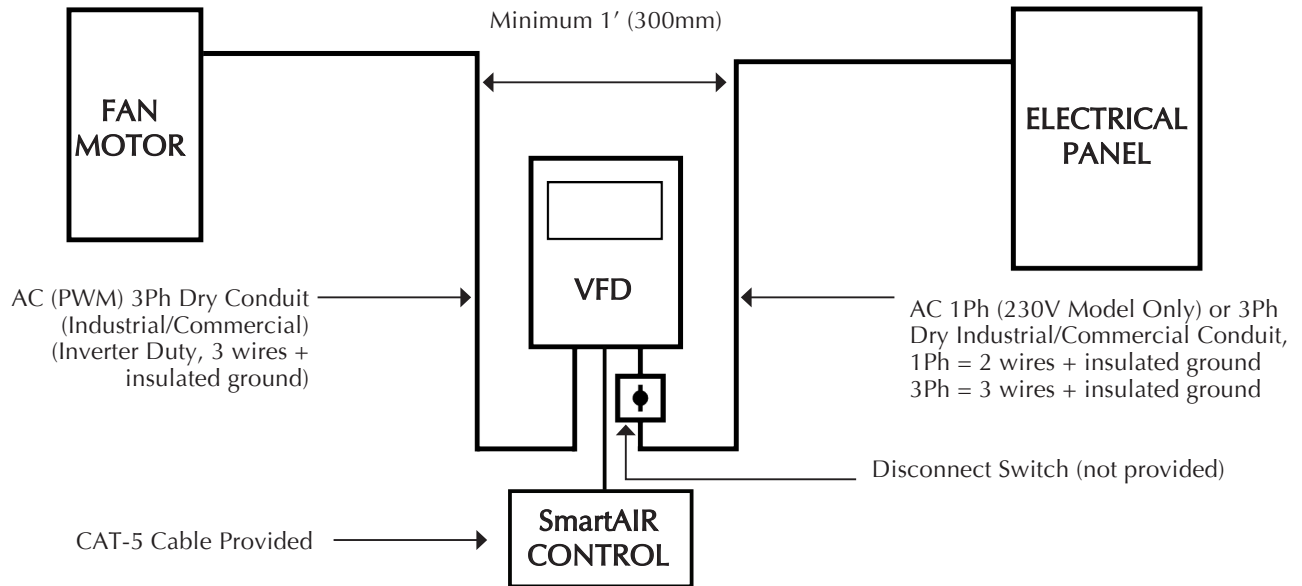 Minimum 1’ (300mm)
FAN
MOTOR
ELECTRICAL
PANEL
VFD
AC (PWM) 3Ph Dry Conduit
(Industrial/Commercial)
(Inverter Duty, 3 wires +
insulated ground)
AC 1Ph (230V Model Only) or 3Ph
Dry Industrial/Commercial Conduit,
1Ph = 2 wires + insulated ground
3Ph = 3 wires + insulated ground
Disconnect Switch (not provided)
SmartAIR
CONTROL
CAT-5 Cable Provided